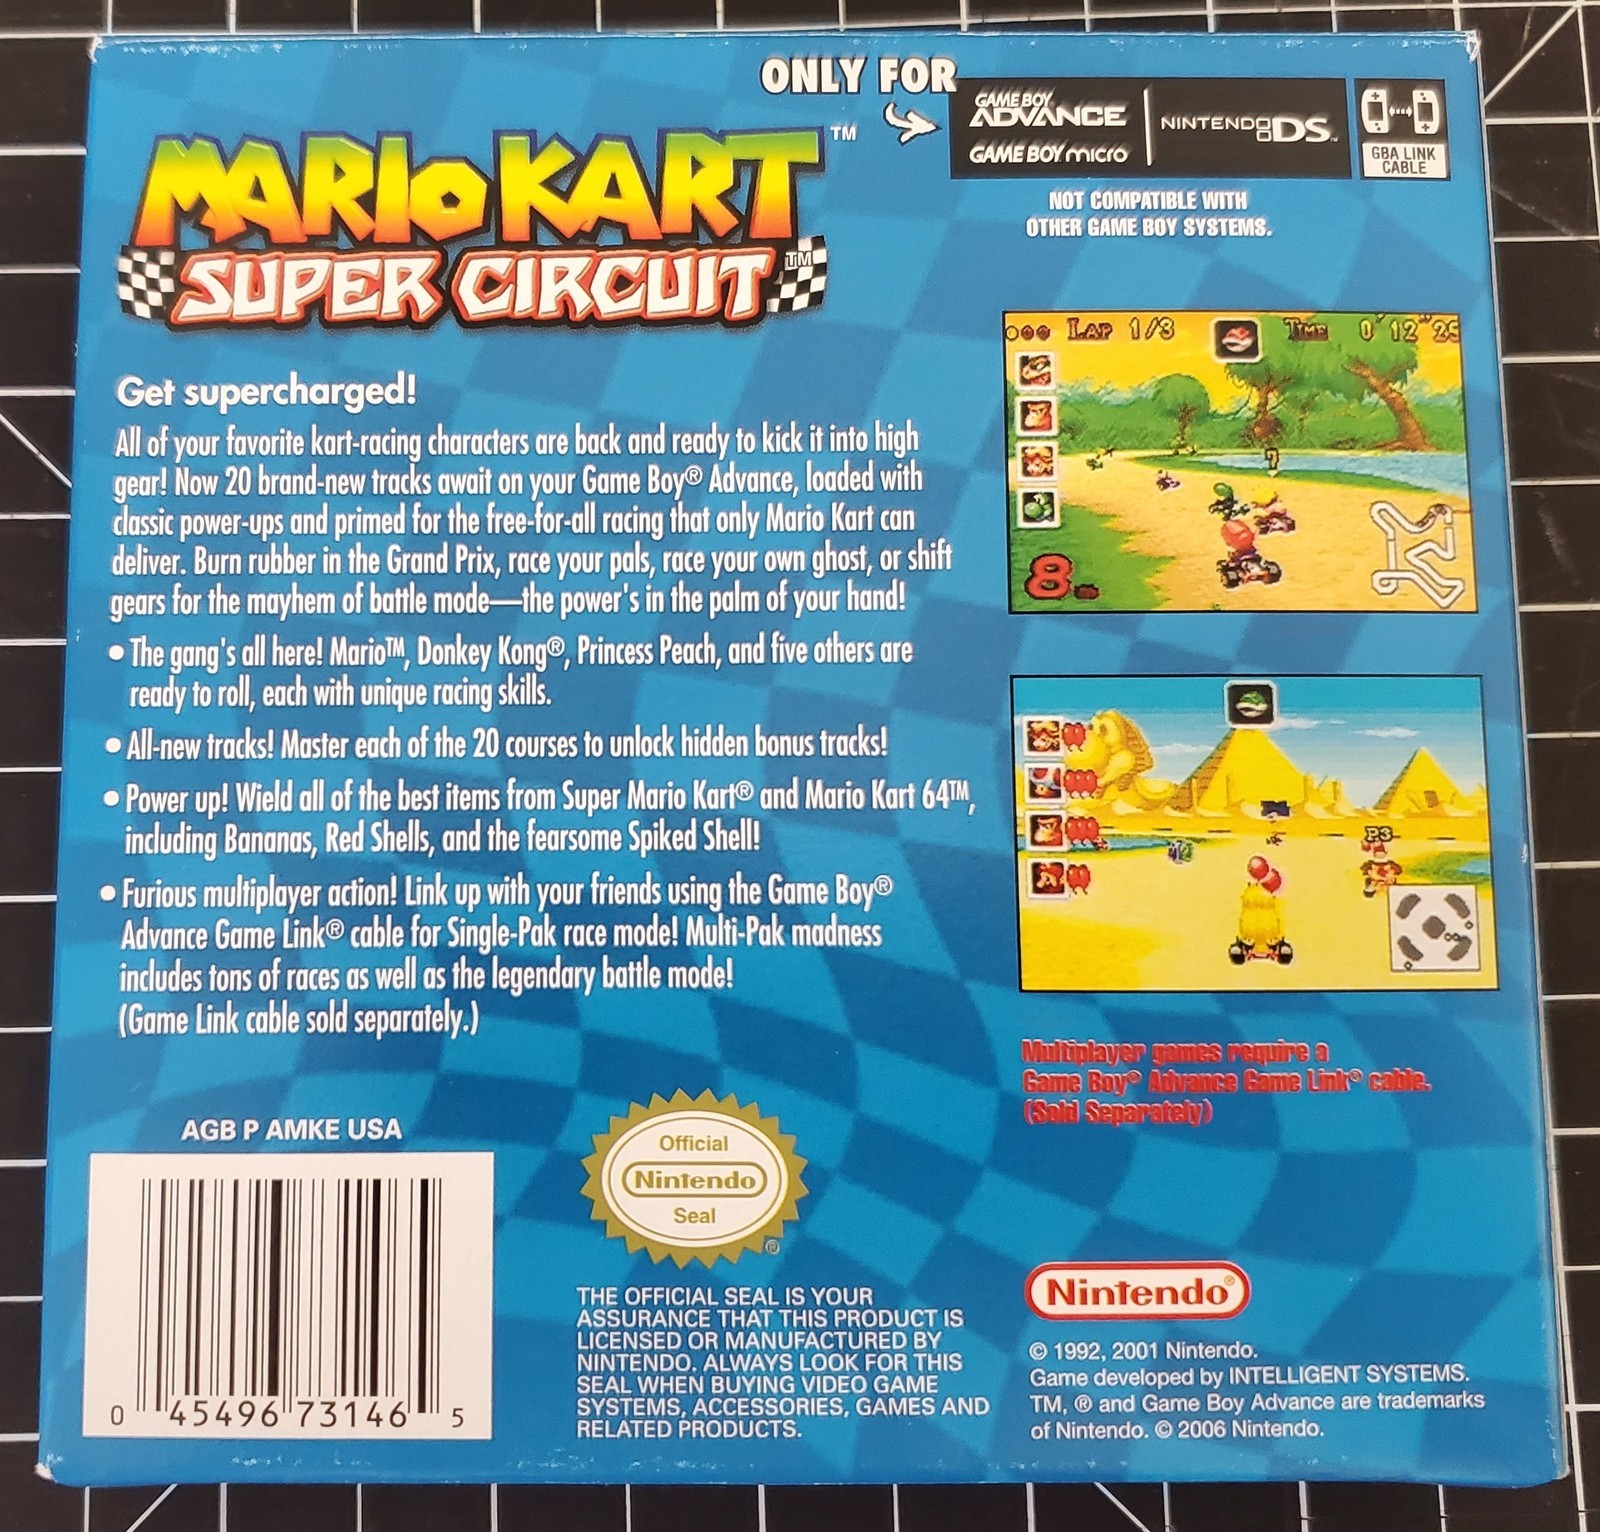 ONLY FOR
GAME BOY
ADVANCE
GAME BOY micro
NINTENDO DS™
GBA LINK
CABLE
NOT COMPATIBLE WITH
OTHER GAME BOY SYSTEMS.
MARIO KART™
SUPER CIRCUIT™
Get supercharged!
All of your favorite kart-racing characters are back and ready to kick it into high
gear! Now 20 brand-new tracks await on your Game Boy® Advance, loaded with
classic power-ups and primed for the free-for-all racing that only Mario Kart can
deliver. Burn rubber in the Grand Prix, race your pals, race your own ghost, or shift
gears for the mayhem of battle mode—the power's in the palm of your hand!
• The gang's all here! Mario™, Donkey Kong®, Princess Peach, and five others are
ready to roll, each with unique racing skills.
• All-new tracks! Master each of the 20 courses to unlock hidden bonus tracks!
• Power up! Wield all of the best items from Super Mario Kart® and Mario Kart 64™,
including Bananas, Red Shells, and the fearsome Spiked Shell!
• Furious multiplayer action! Link up with your friends using the Game Boy®
Advance Game Link® cable for Single-Pak race mode! Multi-Pak madness
includes tons of races as well as the legendary battle mode!
(Game Link cable sold separately.)
LAP 1/3 TIME 0'12"25
8
P3
Multiplayer games require a
Game Boy® Advance Game Link® cable.
(Sold Separately)
AGB P AMKE USA
0 45496 73146 5
Official
Nintendo
Seal
®
THE OFFICIAL SEAL IS YOUR
ASSURANCE THAT THIS PRODUCT IS
LICENSED OR MANUFACTURED BY
NINTENDO. ALWAYS LOOK FOR THIS
SEAL WHEN BUYING VIDEO GAME
SYSTEMS, ACCESSORIES, GAMES AND
RELATED PRODUCTS.
Nintendo®
© 1992, 2001 Nintendo.
Game developed by INTELLIGENT SYSTEMS.
TM, ® and Game Boy Advance are trademarks
of Nintendo. © 2006 Nintendo.